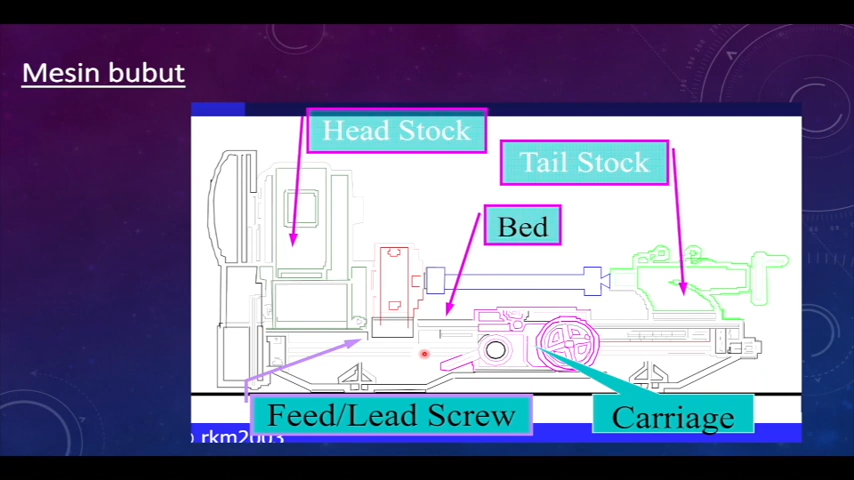 Mesin bubut
Head Stock
Tail Stock
Bed
Feed/Lead Screw
Carriage
rkm2003